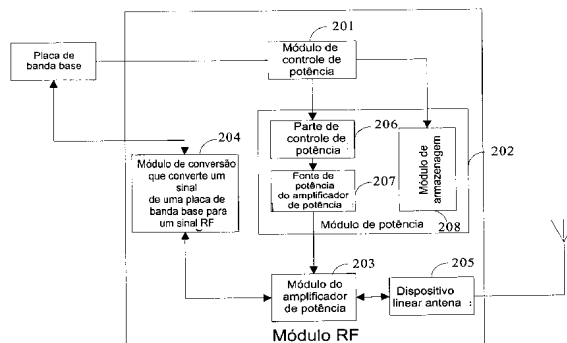 201
Módulo
de controle de
potência
Placa de
banda base
Parte de
controle de
potência
206
204
Módulo de
armazenagem
202
Módulo de conversão
que converte um
sinal
de uma placa de
banda base para
um sinal RF
Fonte de
potência
do amplificador
de potência
207
208
Módulo de potência
203
205
Módulo do
amplificador
de potência
Dispositivo
linear antena
Módulo RF